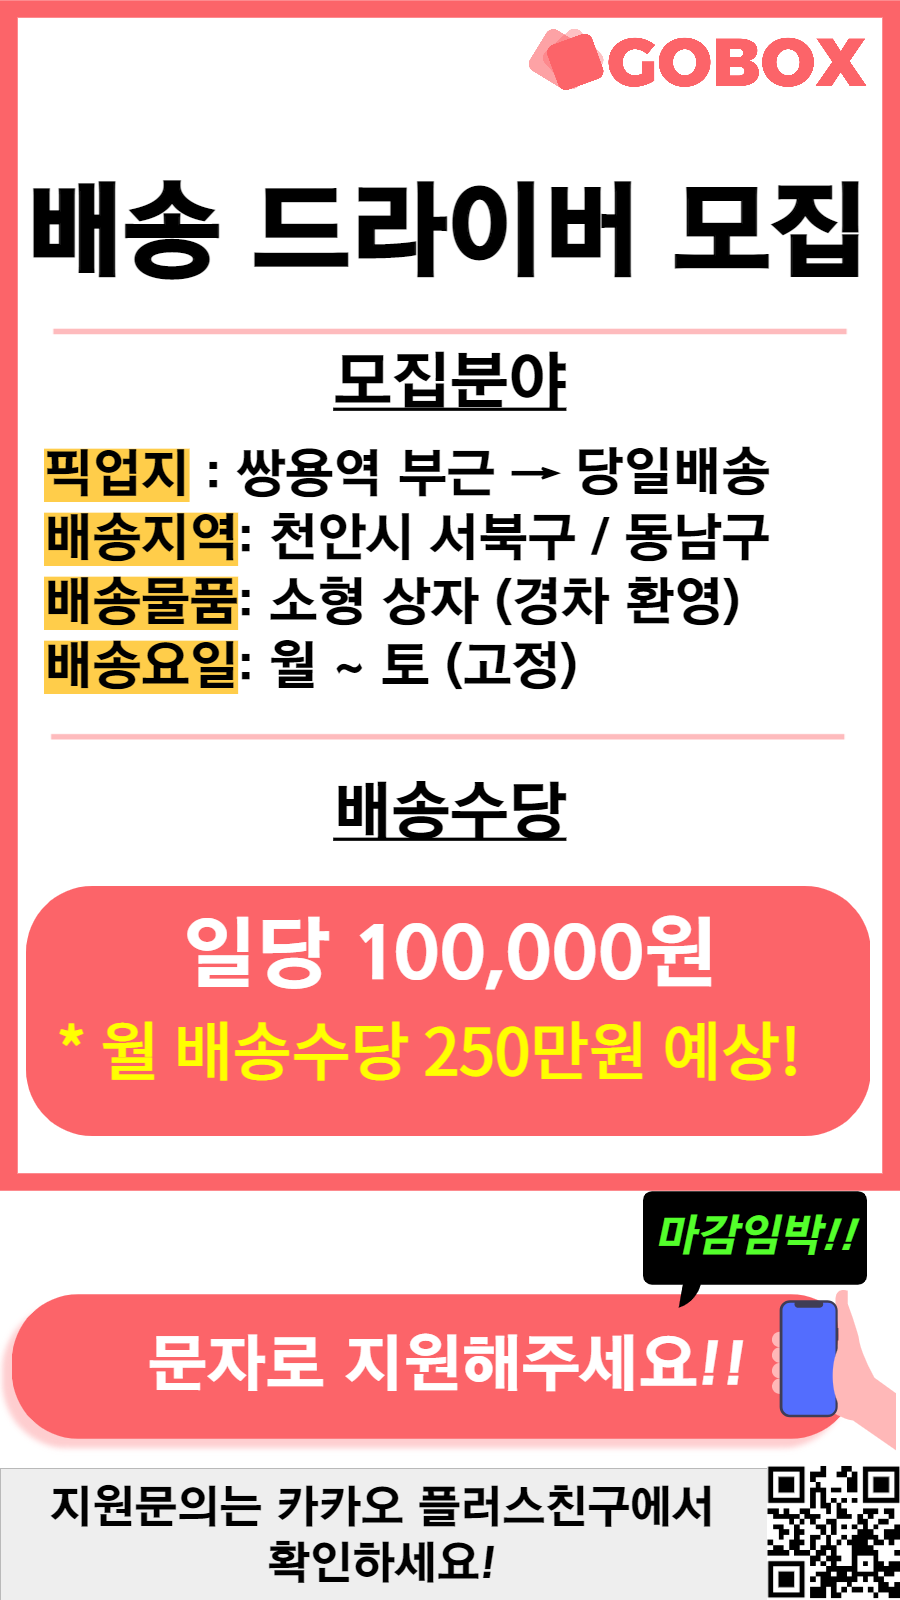 GOBOX
배송 드라이버 모집
모집분야
픽업지 : 쌍용역 부근 → 당일배송
배송지역: 천안시 서북구 / 동남구
배송물품: 소형 상자 (경차 환영)
배송요일: 월 ~ 토 (고정)
배송수당
일당 100,000원
* 월 배송수당 250만원 예상!
마감임박!!
문자로 지원해주세요!!
지원문의는 카카오 플러스친구에서
확인하세요!